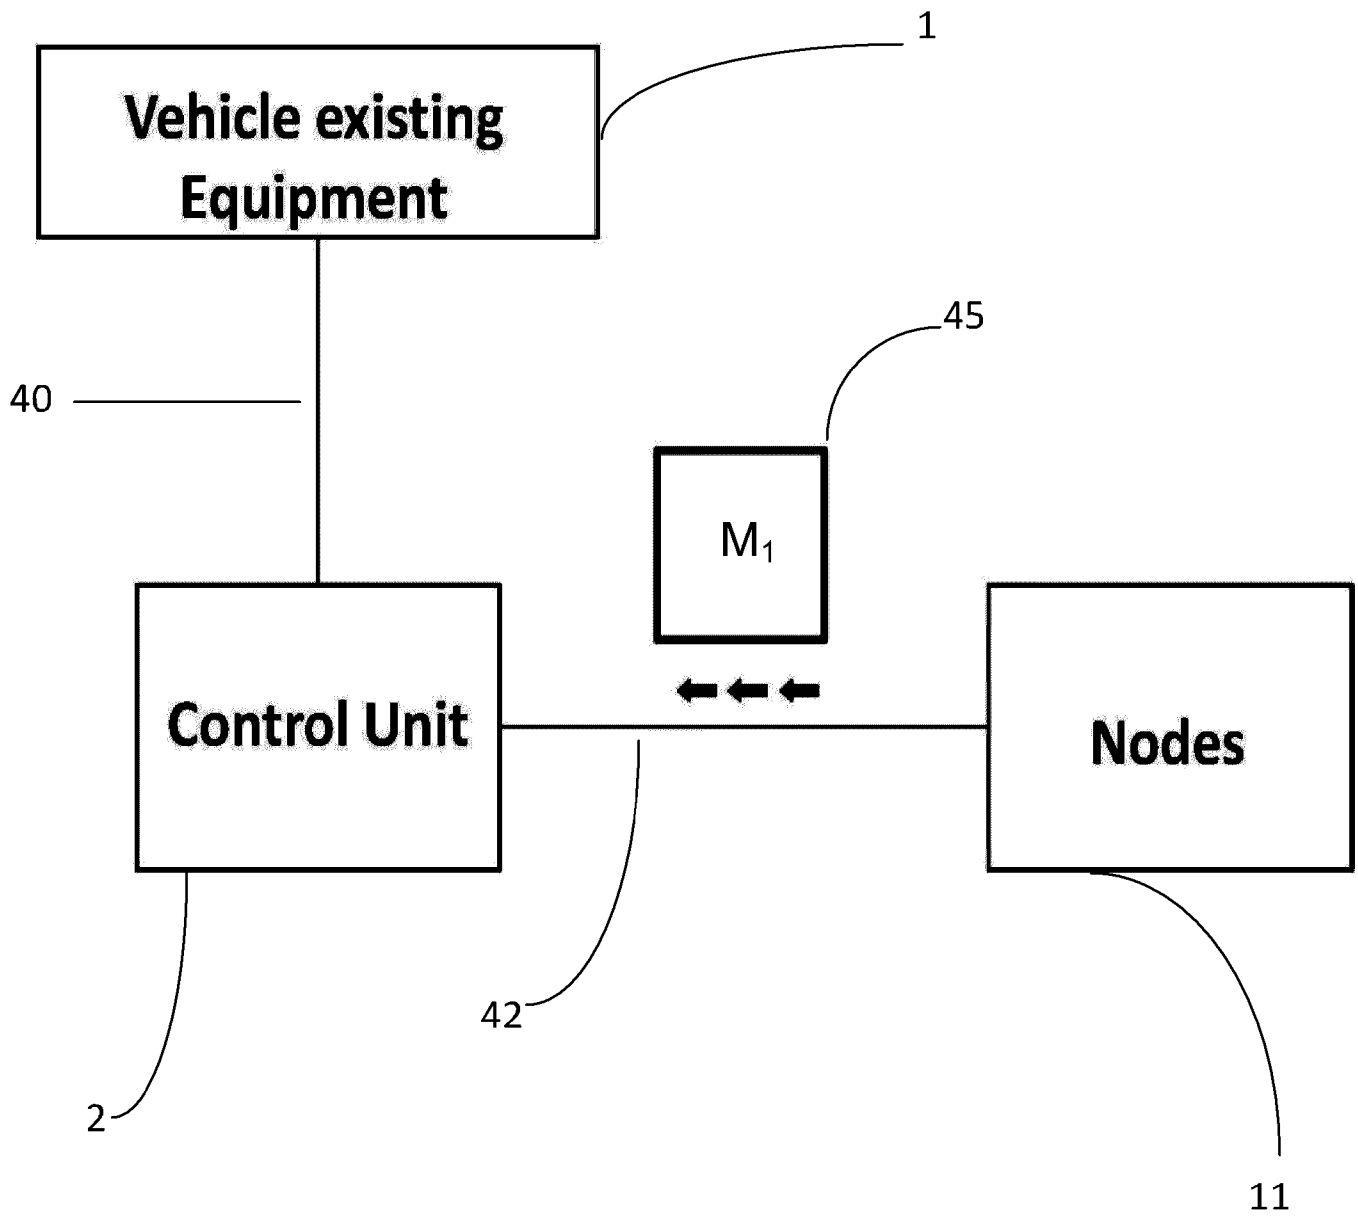 1
Vehicle existing
Equipment
45
40
M₁
Control Unit
Nodes
42
2
11